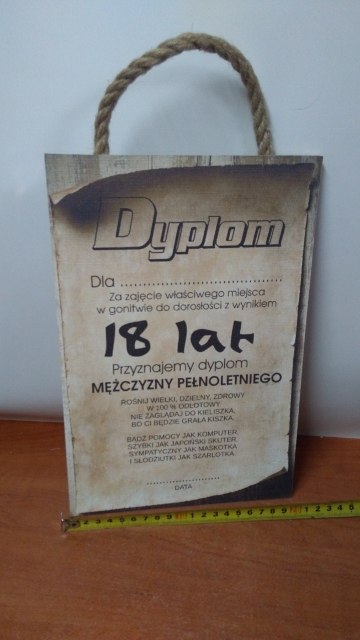 Dyplom
Dla ......................................
Za zajęcie właściwego miejsca
w gonitwie do dorosłości z wynikiem
18 lat
Przyznajemy dyplom
MĘŻCZYZNY PEŁNOLETNIEGO
ROŚNIJ WIELKI, DZIELNY, ZDROWY
W 100 % ODLOTOWY
NIE ZAGLĄDAJ DO KIELISZKA,
BO CI BĘDZIE GRAŁA KISZKA.
BĄDŹ POMOCY JAK KOMPUTER,
SZYBKI JAK JAPOŃSKI SKUTER,
SYMPATYCZNY JAK MASKOTKA
I SŁODZIUTKI JAK SZARLOTKA.
........................
DATA